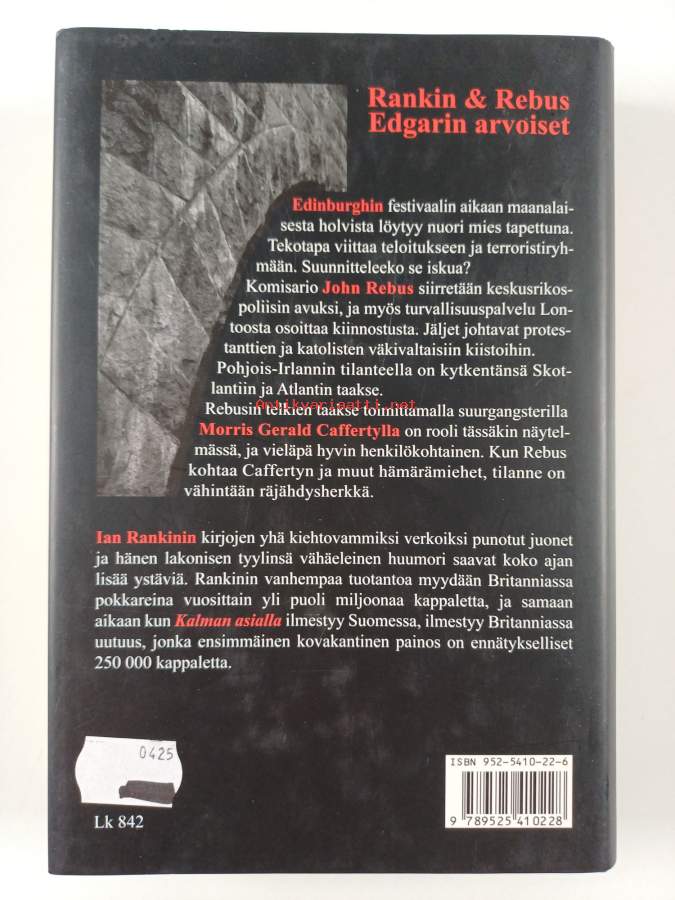 Rankin & Rebus
Edgarin arvoiset
Edinburghin festivaalin aikaan maanalai-
sesta holvista löytyy nuori mies tapettuna.
Tekotapa viittaa teloitukseen ja terroristiryh-
mään. Suunnitteleeko se iskua?
Komisario John Rebus siirretään keskusrikos-
poliisin avuksi, ja myös turvallisuuspalvelu Lon-
toosta osoittaa kiinnostusta. Jäljet johtavat protes-
tanttien ja katolisten väkivaltaisiin kiistoihin.
Pohjois-Irlannin tilanteella on kytkentänsä Skot-
lantiin ja Atlantin taakse.
Antikvariaatti.net
Rebusin telkien taakse toimittamalla suurgangsterilla
Morris Gerald Caffertylla on rooli tässäkin näytel-
mässä, ja vieläpä hyvin henkilökohtainen. Kun Rebus
kohtaa Caffertyn ja muut hämärämiehet, tilanne on
vähintään räjähdysherkkä.
Ian Rankinin kirjojen yhä kiehtovammiksi verkoiksi punotut juonet
ja hänen lakonisen tyylinsä vähäeleinen huumori saavat koko ajan
lisää ystäviä. Rankinin vanhempaa tuotantoa myydään Britanniassa
pokkareina vuosittain yli puoli miljoonaa kappaletta, ja samaan
aikaan kun Kalman asialla ilmestyy Suomessa, ilmestyy Britanniassa
uutuus, jonka ensimmäinen kovakantinen painos on ennätykselliset
250 000 kappaletta.
0425
Lk 842
ISBN 952-5410-22-6
9 789525 410228